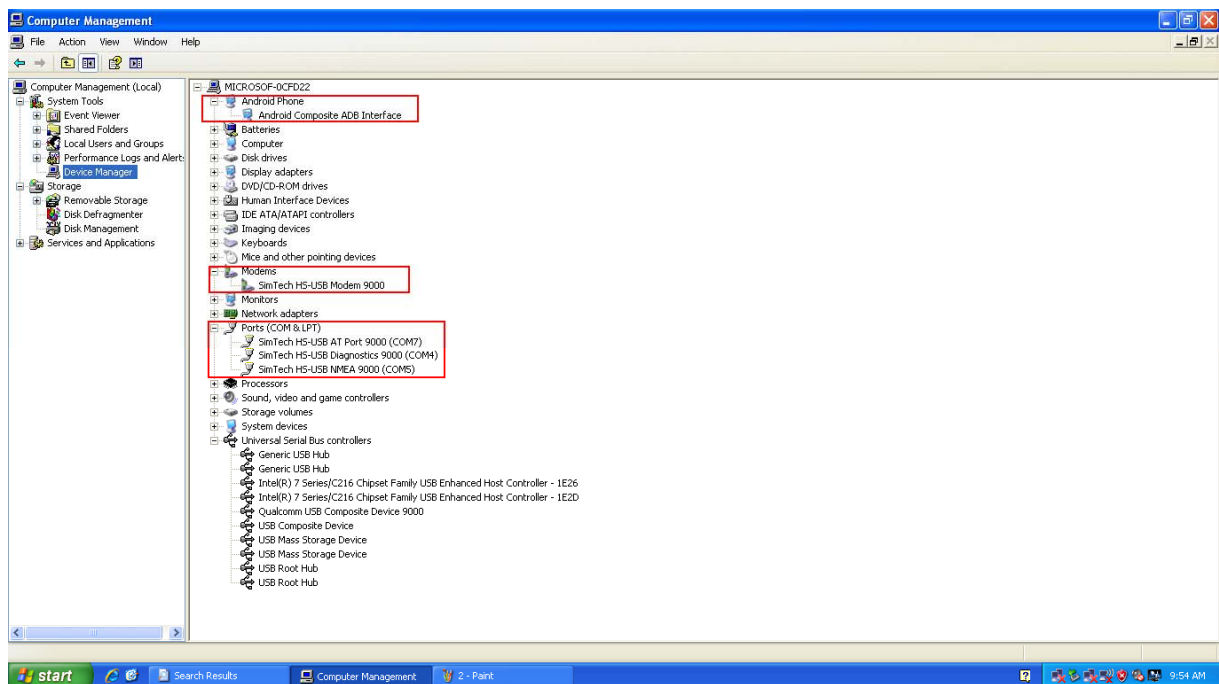 Computer Management
File Action View Window Help
Computer Management (Local)
System Tools
Event Viewer
Shared Folders
Local Users and Groups
Performance Logs and Alert:
Device Manager
Storage
Removable Storage
Disk Defragmenter
Disk Management
Services and Applications
MICROSOF-0CFD22
Android Phone
Android Composite ADB Interface
Batteries
Computer
Disk drives
Display adapters
DVD/CD-ROM drives
Human Interface Devices
IDE ATA/ATAPI controllers
Imaging devices
Keyboards
Mice and other pointing devices
Modems
SimTech HS-USB Modem 9000
Monitors
Network adapters
Ports (COM & LPT)
SimTech HS-USB AT Port 9000 (COM7)
SimTech HS-USB Diagnostics 9000 (COM4)
SimTech HS-USB NMEA 9000 (COM5)
Processors
Sound, video and game controllers
Storage volumes
System devices
Universal Serial Bus controllers
Generic USB Hub
Generic USB Hub
Intel(R) 7 Series/C216 Chipset Family USB Enhanced Host Controller - 1E26
Intel(R) 7 Series/C216 Chipset Family USB Enhanced Host Controller - 1E2D
Qualcomm USB Composite Device 9000
USB Composite Device
USB Mass Storage Device
USB Mass Storage Device
USB Root Hub
USB Root Hub
start Search Results Computer Management 2 - Paint 9:54 AM